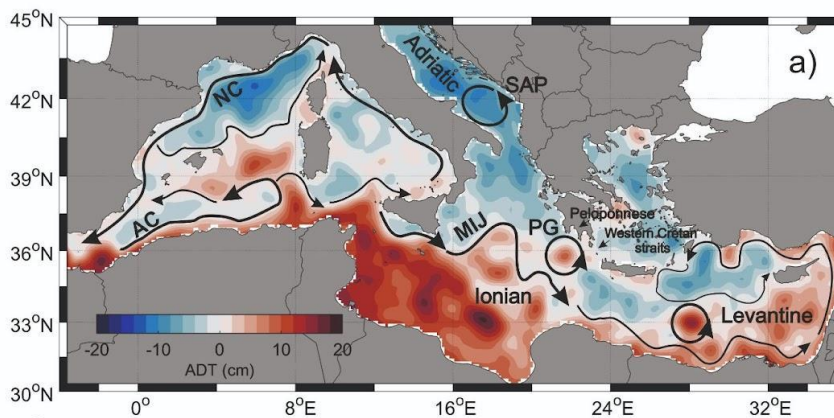 45°N
42°N
39°N
36°N
33°N
30°N
a)
Adriatic
SAP
NC
AC
MIJ
PG
Peloponnese
Western Cretan
straits
Ionian
Levantine
-20 -10 0 10 20
ADT (cm)
0° 8°E 16°E 24°E 32°E